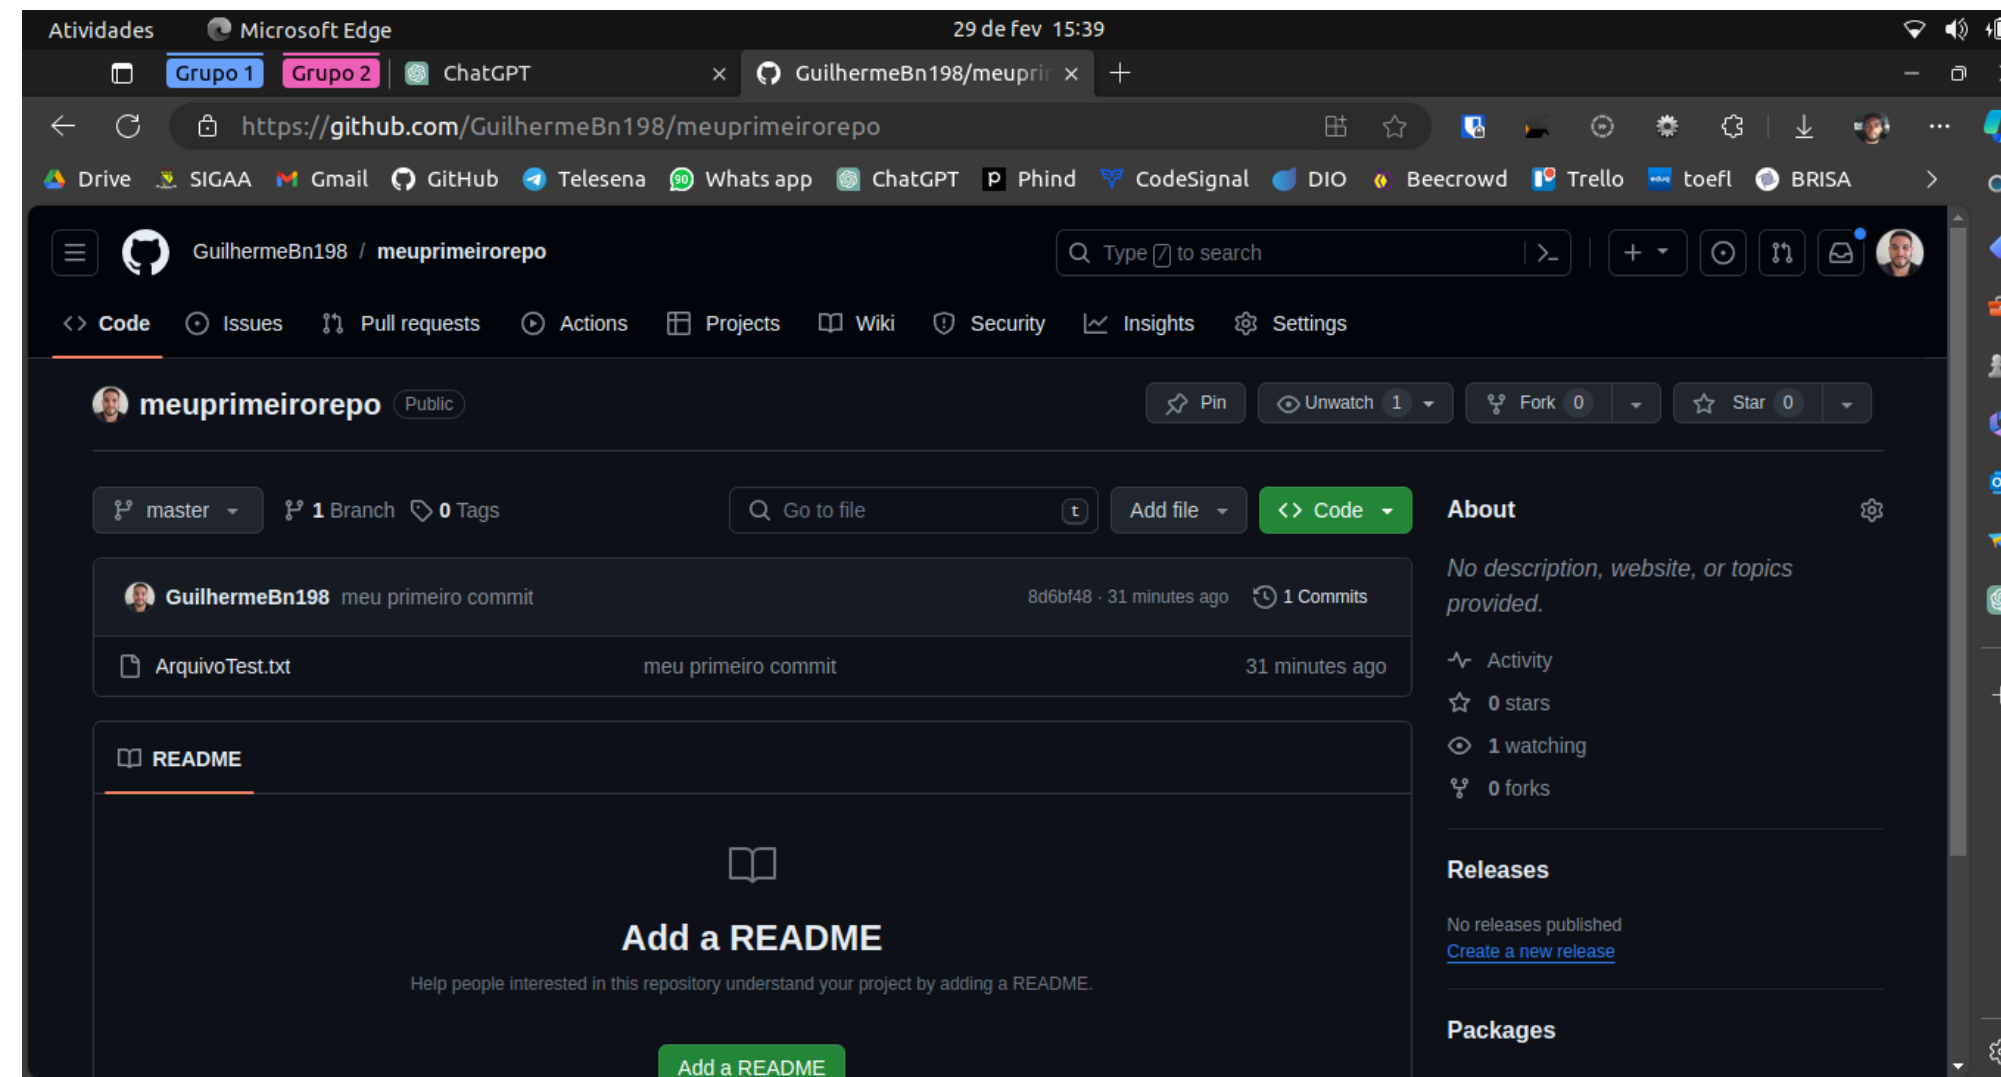 Atividades Microsoft Edge 29 de fev 15:39
Grupo 1 Grupo 2 ChatGPT GuilhermeBn198/meuprir
https://github.com/GuilhermeBn198/meuprimeirorepo
Drive SIGAA Gmail GitHub Telesena 90 Whats app ChatGPT Phind CodeSignal DIO Beecrowd Trello toefl BRISA
GuilhermeBn198 / meuprimeirorepo Type / to search
Code Issues Pull requests Actions Projects Wiki Security Insights Settings
meuprimeirorepo Public Pin Unwatch 1 Fork 0 Star 0
master 1 Branch 0 Tags Go to file t Add file Code About
No description, website, or topics
provided.
GuilhermeBn198 meu primeiro commit 8d6bf48 · 31 minutes ago 1 Commits
ArquivoTest.txt meu primeiro commit 31 minutes ago
Activity
0 stars
1 watching
0 forks
README
Add a README
Help people interested in this repository understand your project by adding a README.
Add a README
Releases
No releases published
Create a new release
Packages